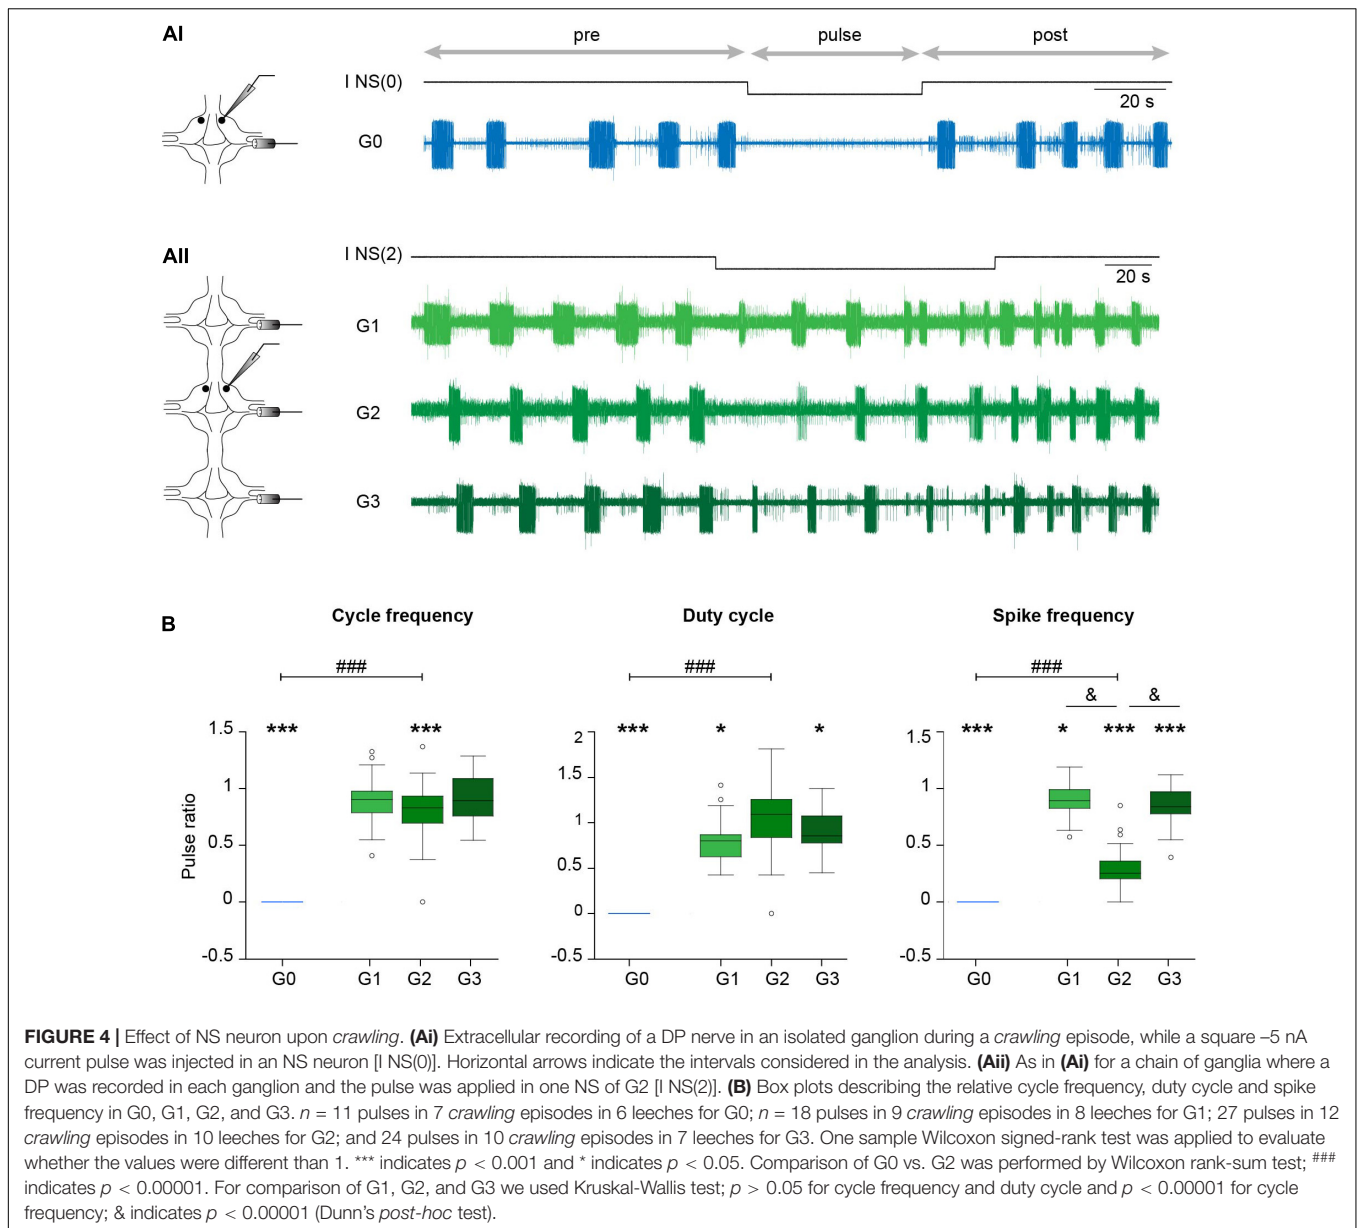 AI
pre
pulse
post
I NS(0)
20 s
G0
AII
I NS(2)
20 s
G1
G2
G3
B
Cycle frequency
Duty cycle
Spike frequency
###
###
###
& &
*** ***
*** * *
*** * *** ***
Pulse ratio
1.5
1
0.5
0
-0.5
G0 G1 G2 G3
2
1.5
1
0.5
0
-0.5
G0 G1 G2 G3
1.5
1
0.5
0
-0.5
G0 G1 G2 G3
FIGURE 4 | Effect of NS neuron upon crawling. (Ai) Extracellular recording of a DP nerve in an isolated ganglion during a crawling episode, while a square –5 nA
current pulse was injected in an NS neuron [I NS(0)]. Horizontal arrows indicate the intervals considered in the analysis. (Aii) As in (Ai) for a chain of ganglia where a
DP was recorded in each ganglion and the pulse was applied in one NS of G2 [I NS(2)]. (B) Box plots describing the relative cycle frequency, duty cycle and spike
frequency in G0, G1, G2, and G3. n = 11 pulses in 7 crawling episodes in 6 leeches for G0; n = 18 pulses in 9 crawling episodes in 8 leeches for G1; 27 pulses in 12
crawling episodes in 10 leeches for G2; and 24 pulses in 10 crawling episodes in 7 leeches for G3. One sample Wilcoxon signed-rank test was applied to evaluate
whether the values were different than 1. *** indicates p < 0.001 and * indicates p < 0.05. Comparison of G0 vs. G2 was performed by Wilcoxon rank-sum test; ###
indicates p < 0.00001. For comparison of G1, G2, and G3 we used Kruskal-Wallis test; p > 0.05 for cycle frequency and duty cycle and p < 0.00001 for cycle
frequency; & indicates p < 0.00001 (Dunn's post-hoc test).